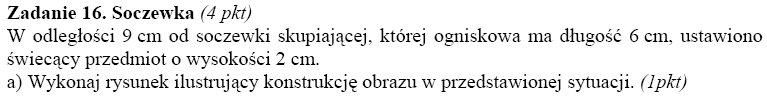 Zadanie 16. Soczewka (4 pkt)
W odległości 9 cm od soczewki skupiającej, której ogniskowa ma długość 6 cm, ustawiono
świecący przedmiot o wysokości 2 cm.
a) Wykonaj rysunek ilustrujący konstrukcję obrazu w przedstawionej sytuacji. (1pkt)